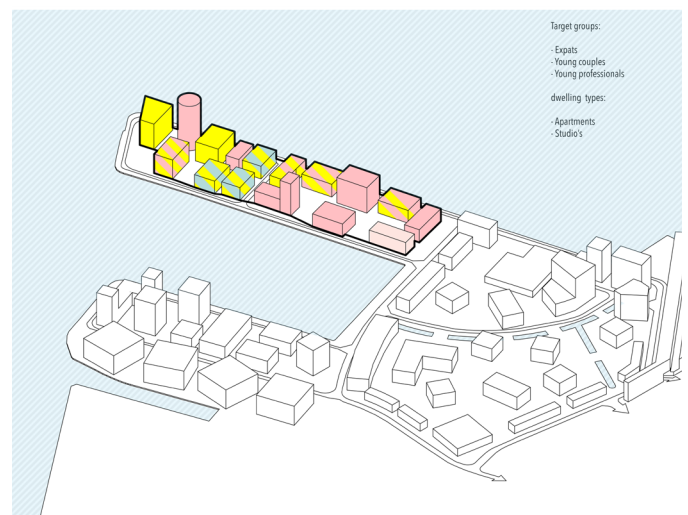 Target groups:
- Expats
- Young couples
- Young professionals
dwelling types:
- Apartments
- Studio's